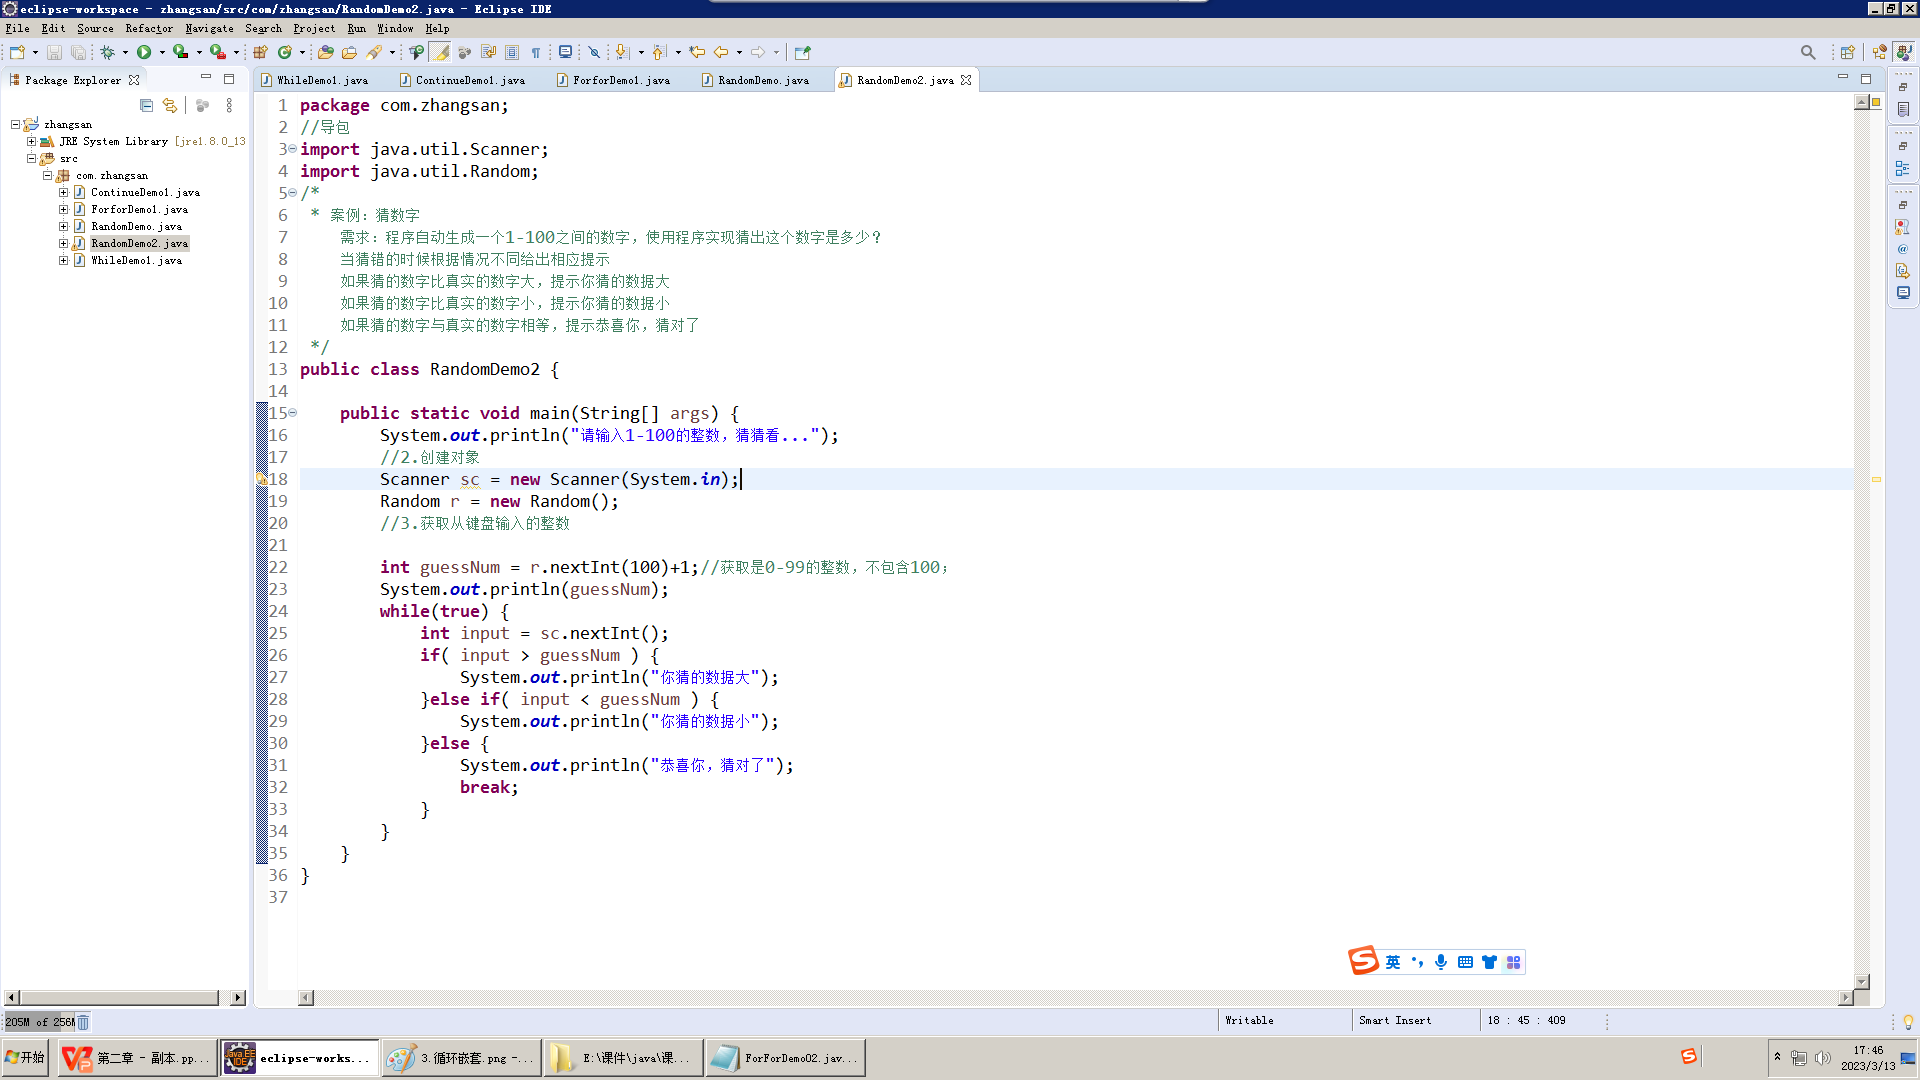 eclipse-workspace - zhangsan/src/com/zhangsan/RandomDemo2.java - Eclipse IDE
File Edit Source Refactor Navigate Search Project Run Window Help
Package Explorer
WhileDemo1.java ContinueDemo1.java ForforDemo1.java RandomDemo.java RandomDemo2.java
zhangsan
JRE System Library [jre1.8.0_13
src
com.zhangsan
ContinueDemo1.java
ForforDemo1.java
RandomDemo.java
RandomDemo2.java
WhileDemo1.java
1 package com.zhangsan;
2 //导包
3 import java.util.Scanner;
4 import java.util.Random;
5 /*
6 * 案例：猜数字
7 需求：程序自动生成一个1-100之间的数字，使用程序实现猜出这个数字是多少？
8 当猜错的时候根据情况不同给出相应提示
9 如果猜的数字比真实的数字大，提示你猜的数据大
10 如果猜的数字比真实的数字小，提示你猜的数据小
11 如果猜的数字与真实的数字相等，提示恭喜你，猜对了
12 */
13 public class RandomDemo2 {
14
15 public static void main(String[] args) {
16 System.out.println("请输入1-100的整数，猜猜看...");
17 //2.创建对象
18 Scanner sc = new Scanner(System.in);
19 Random r = new Random();
20 //3.获取从键盘输入的整数
21
22 int guessNum = r.nextInt(100)+1;//获取是0-99的整数，不包含100；
23 System.out.println(guessNum);
24 while(true) {
25 int input = sc.nextInt();
26 if( input > guessNum ) {
27 System.out.println("你猜的数据大");
28 }else if( input < guessNum ) {
29 System.out.println("你猜的数据小");
30 }else {
31 System.out.println("恭喜你，猜对了");
32 break;
33 }
34 }
35 }
36 }
37
英
205M of 256M
Writable Smart Insert 18 : 45 : 409
开始 第二章 - 副本.pp... eclipse-works... 3.循环嵌套.png -... E:\课件\java\课... ForForDemo02.jav...
17:46
2023/3/13